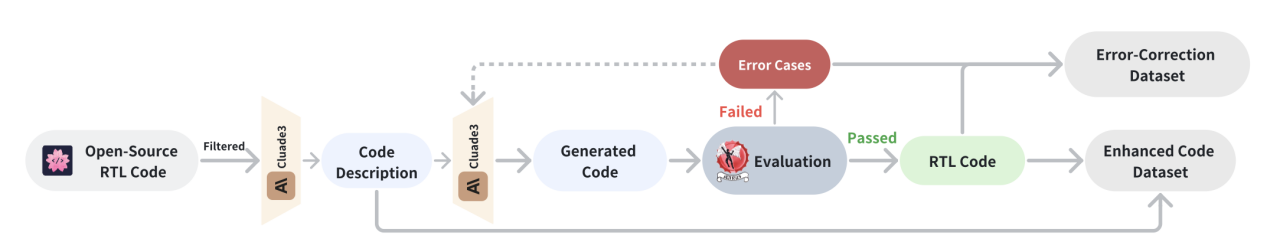 Error Cases
Error-Correction
Dataset
Failed
Open-Source
RTL Code
Filtered
Cluade3
Code
Description
Cluade3
Generated
Code
Evaluation
Passed
RTL Code
Enhanced Code
Dataset